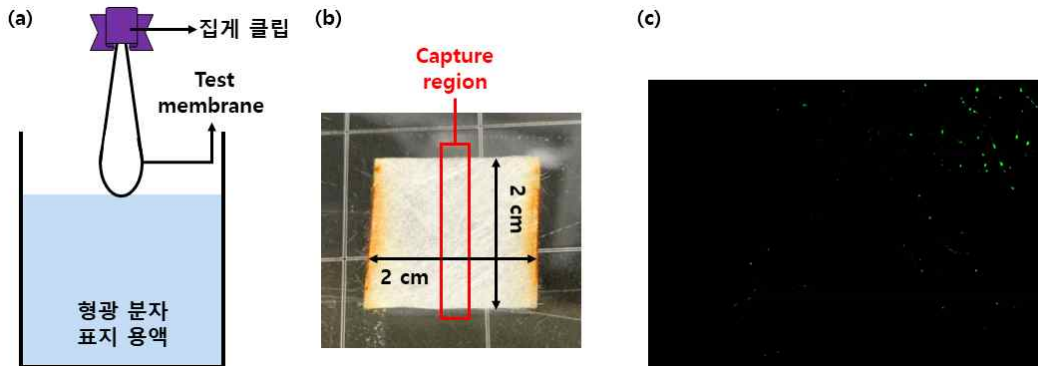 (a)
집게 클립
Test
membrane
형광 분자
표지 용액
(b)
Capture
region
2 cm
2 cm
(c)